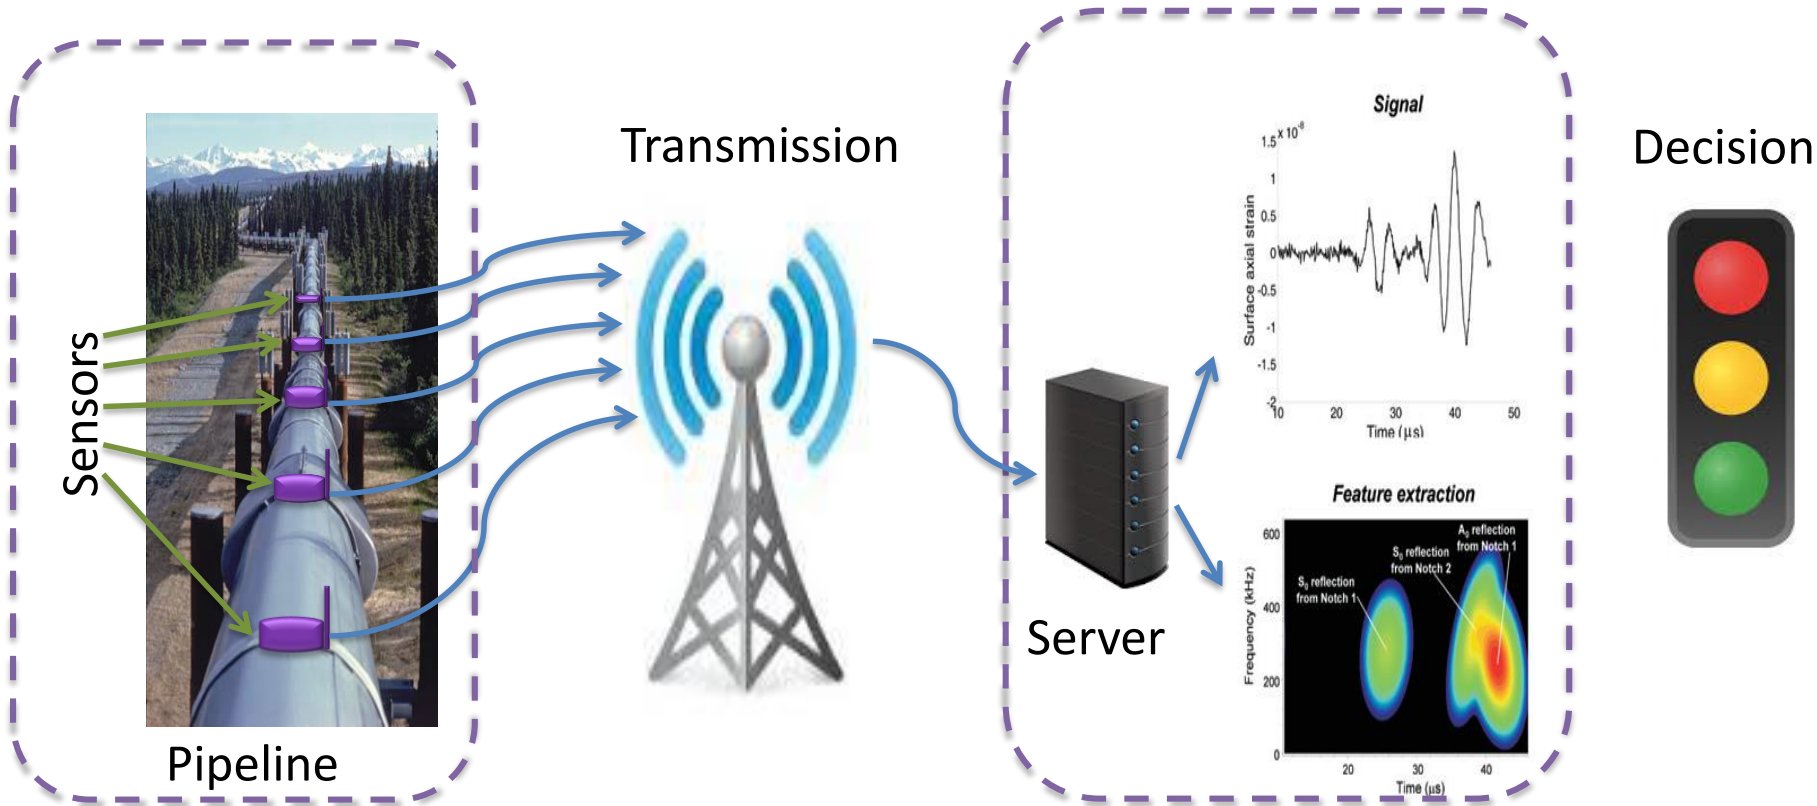 Sensors
Pipeline
Transmission
Server
Signal
x 10⁻⁸
1.5
1
0.5
0
-0.5
-1
-1.5
-2
Surface axial strain
10 20 30 40 50
Time (μs)
Feature extraction
600
400
200
0
Frequency (kHz)
S₀ reflection
from Notch 1
S₀ reflection
from Notch 2
A₀ reflection
from Notch 1
20 40
Time (μs)
Decision